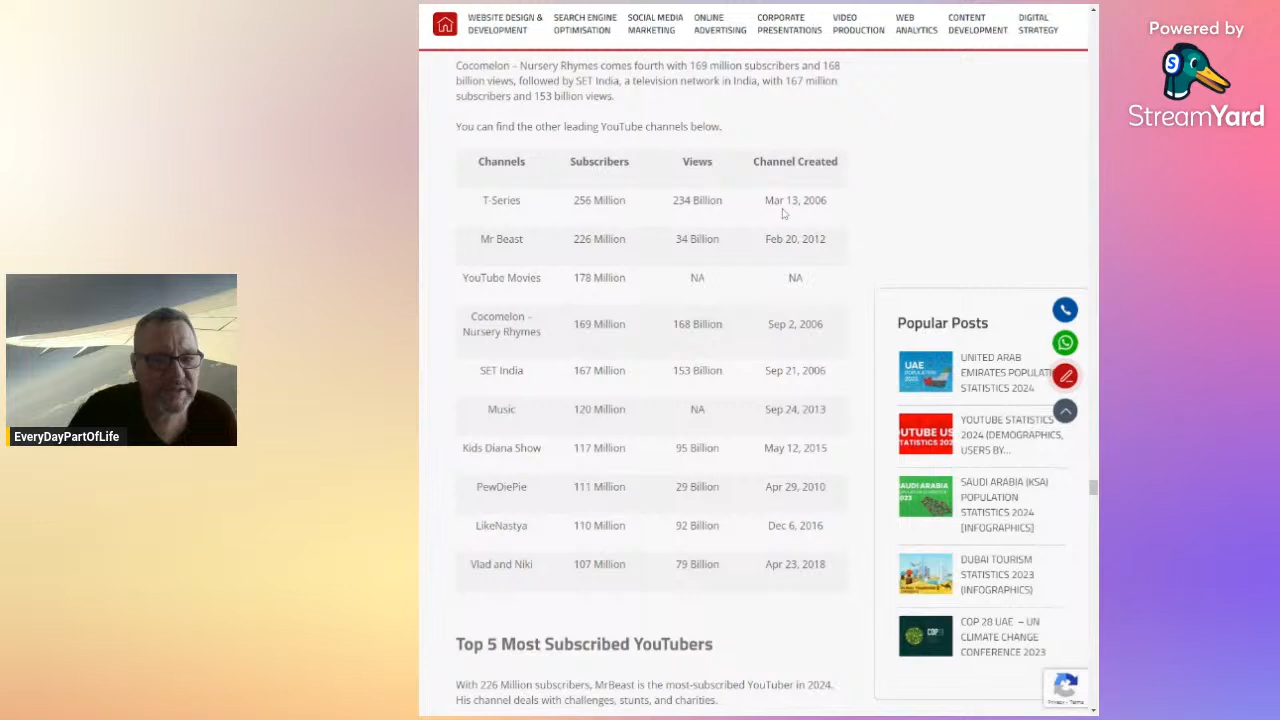 WEBSITE DESIGN &
DEVELOPMENT
SEARCH ENGINE
OPTIMISATION
SOCIAL MEDIA
MARKETING
ONLINE
ADVERTISING
CORPORATE
PRESENTATIONS
VIDEO
PRODUCTION
WEB
ANALYTICS
CONTENT
DEVELOPMENT
DIGITAL
STRATEGY
Powered by
S
StreamYard
Cocomelon – Nursery Rhymes comes fourth with 169 million subscribers and 168
billion views, followed by SET India, a television network in India, with 167 million
subscribers and 153 billion views.
You can find the other leading YouTube channels below.
Channels Subscribers Views Channel Created
T-Series 256 Million 234 Billion Mar 13, 2006
Mr Beast 226 Million 34 Billion Feb 20, 2012
YouTube Movies 178 Million NA NA
Cocomelon –
Nursery Rhymes 169 Million 168 Billion Sep 2, 2006
SET India 167 Million 153 Billion Sep 21, 2006
Music 120 Million NA Sep 24, 2013
Kids Diana Show 117 Million 95 Billion May 12, 2015
PewDiePie 111 Million 29 Billion Apr 29, 2010
LikeNastya 110 Million 92 Billion Dec 6, 2016
Vlad and Niki 107 Million 79 Billion Apr 23, 2018
Top 5 Most Subscribed YouTubers
With 226 Million subscribers, MrBeast is the most-subscribed YouTuber in 2024.
His channel deals with challenges, stunts, and charities.
Popular Posts
UAE
UNITED ARAB
EMIRATES
STATISTICS 2024
YOUTUBE STATISTICS
2024 (DEMOGRAPHICS,
USERS BY...
SAUDI ARABIA (KSA)
POPULATION
STATISTICS 2024
[INFOGRAPHICS]
DUBAI TOURISM
STATISTICS 2023
(INFOGRAPHICS)
COP 28 UAE – UN
CLIMATE CHANGE
CONFERENCE 2023
Privacy - Terms
EveryDayPartOfLife